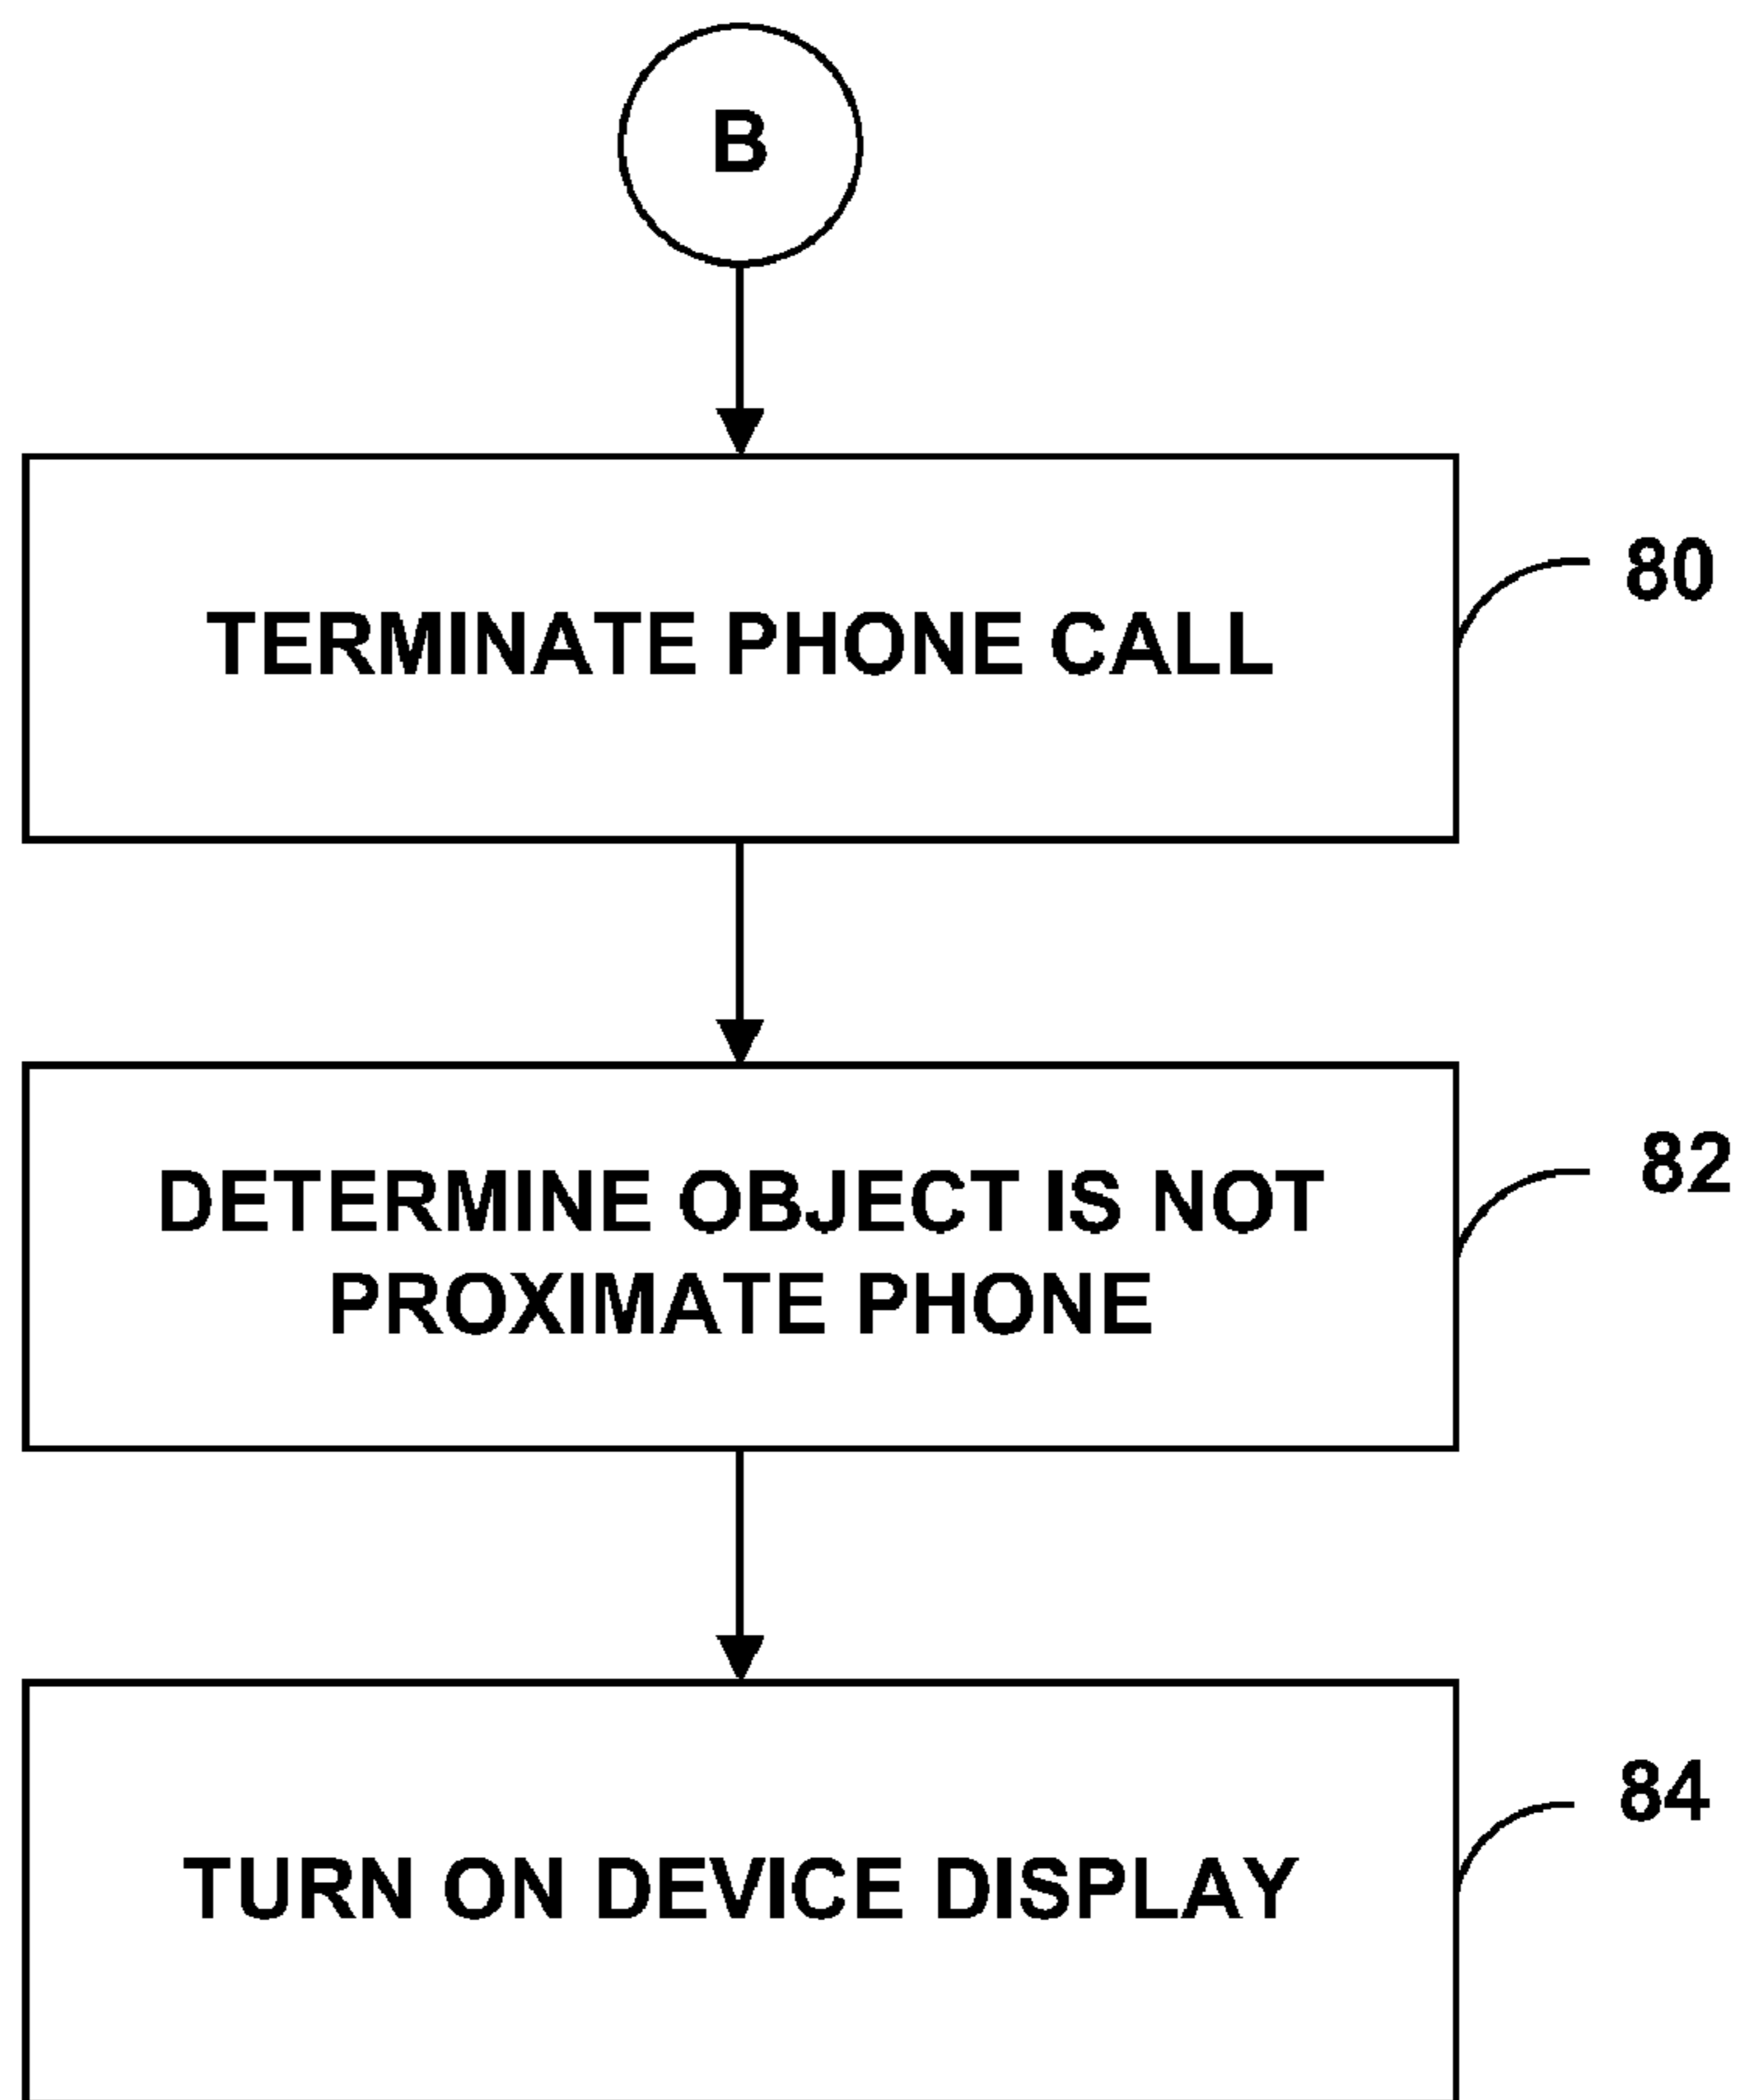 B
TERMINATE PHONE CALL
80
DETERMINE OBJECT IS NOT
PROXIMATE PHONE
82
TURN ON DEVICE DISPLAY
84